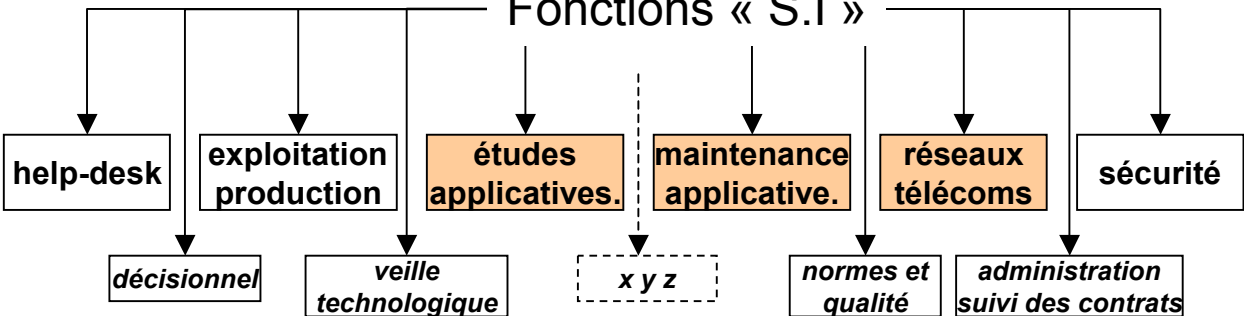 Fonctions « S.I »
help-desk
exploitation
production
études
applicatives.
maintenance
applicative.
réseaux
télécoms
sécurité
décisionnel
veille
technologique
x y z
normes et
qualité
administration
suivi des contrats